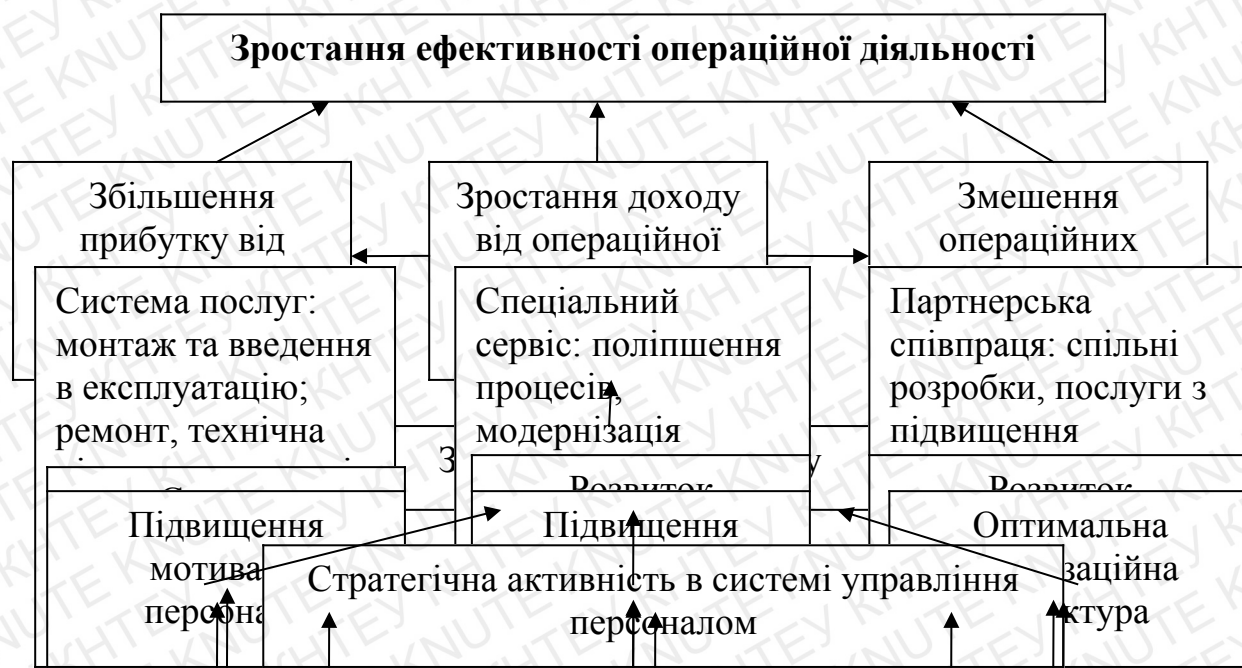 Зростання ефективності операційної діяльності
Збільшення
прибутку від
Зростання доходу
від операційної
Змешення
операційних
Система послуг:
монтаж та введення
в експлуатацію;
ремонт, технічна
Спеціальний
сервіс: поліпшення
процесів,
модернізація
Партнерська
співпраця: спільні
розробки, послуги з
підвищення
Розвиток
Розвиток
Підвищення
персона
Підвищення
Оптимальна
Стратегічна активність в системі управління
персоналом